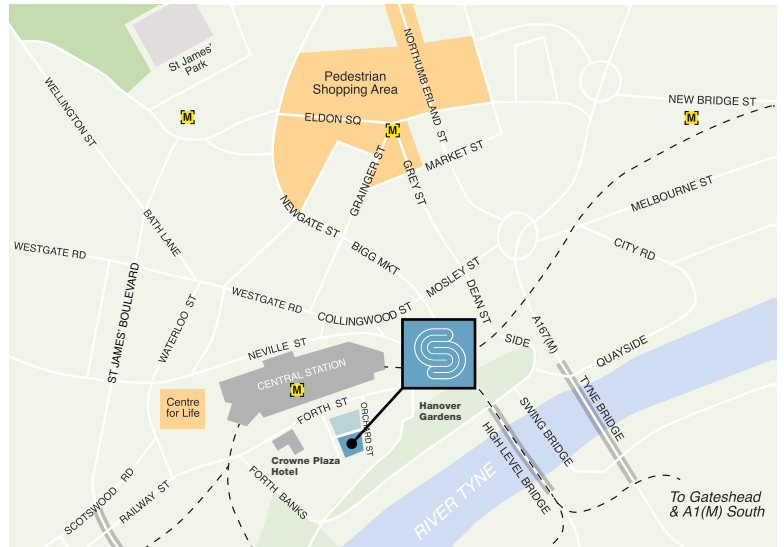 St James'
Park
WELLINGTON ST
M
Pedestrian
Shopping Area
NORTHUMB ERLAND ST
ELDON SQ
M
NEW BRIDGE ST
M
GRAINGER ST
GREY ST
MARKET ST
MELBOURNE ST
BATH LANE
NEWGATE ST
BIGG MKT
CITY RD
WESTGATE RD
ST JAMES' BOULEVARD
WATERLOO ST
WESTGATE RD
COLLINGWOOD ST
MOSLEY ST
DEAN ST
A167(M)
NEVILLE ST
SIDE
QUAYSIDE
CENTRAL STATION
M
TYNE BRIDGE
Centre
for Life
FORTH ST
ORCHARD ST
Hanover
Gardens
SWING BRIDGE
HIGH LEVEL BRIDGE
Crowne Plaza
Hotel
FORTH BANKS
SCOTSWOOD RD
RAILWAY ST
RIVER TYNE
To Gateshead
& A1(M) South